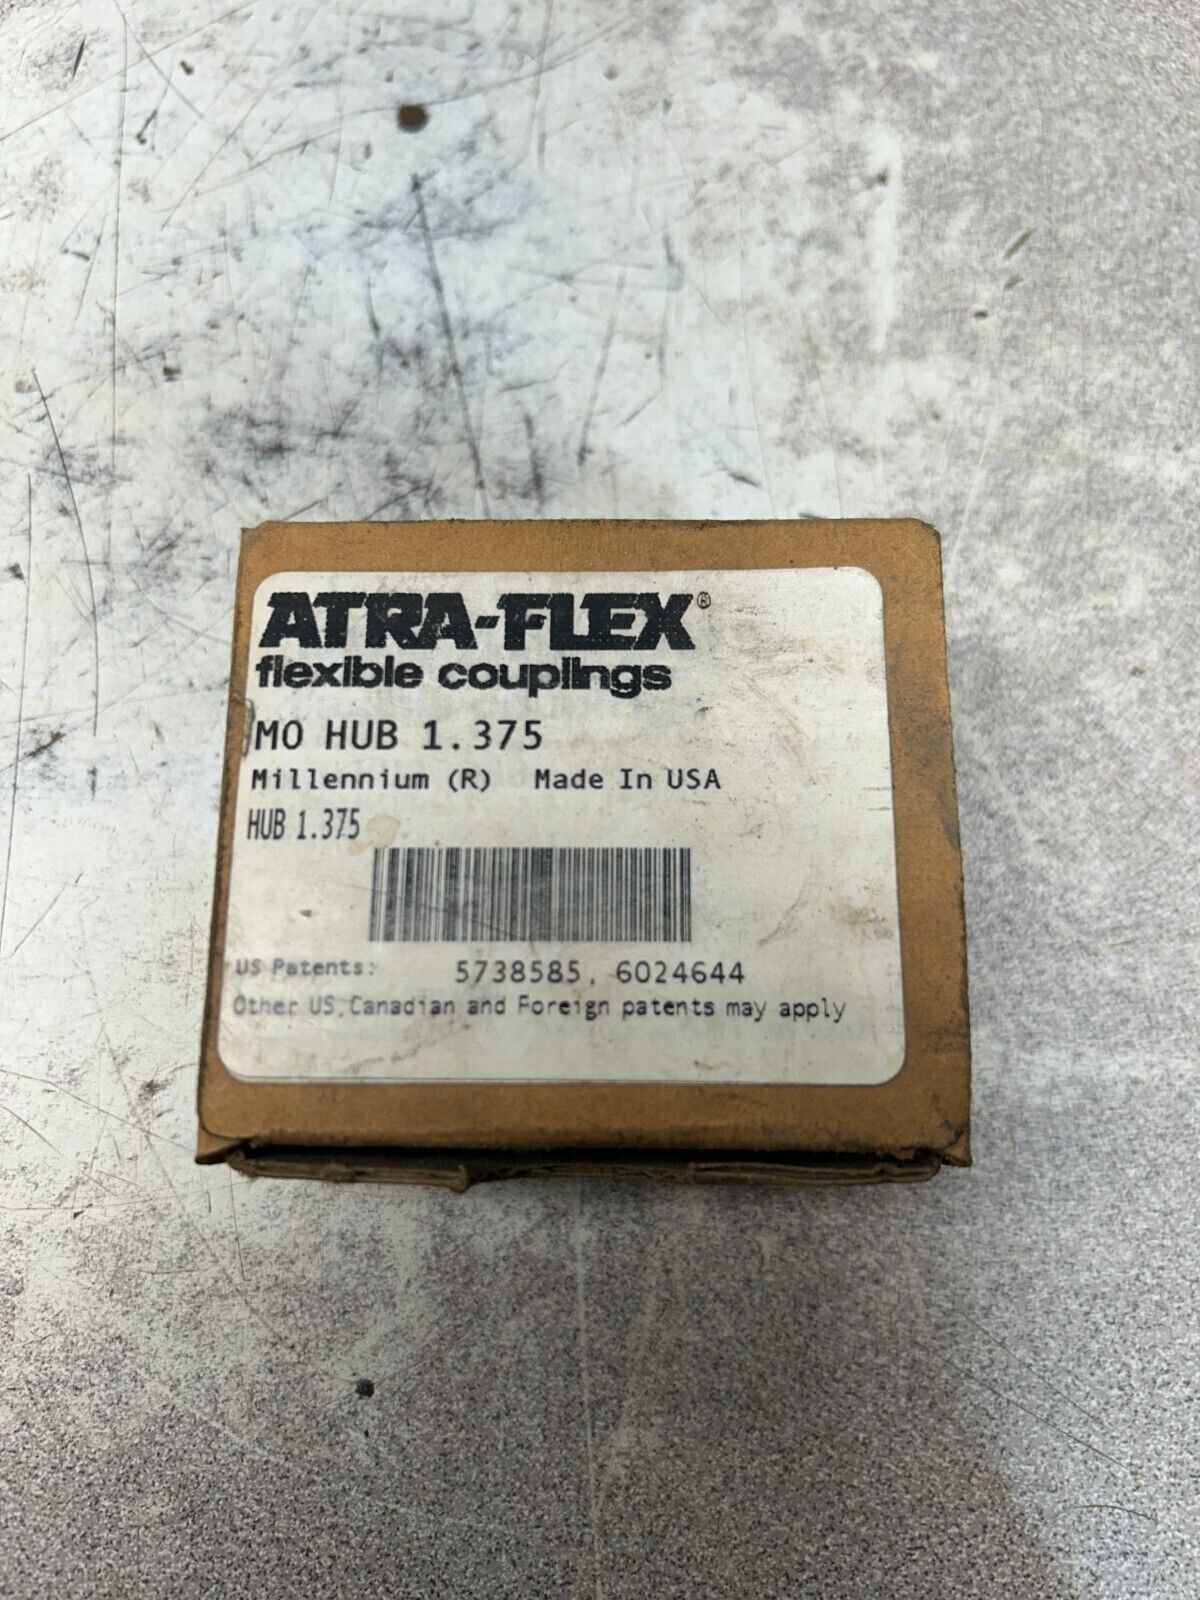 ATRA-FLEX®
flexible couplings
M0 HUB 1.375
Millennium (R) Made In USA
HUB 1.375
US Patents: 5738585, 6024644
Other US, Canadian and Foreign patents may apply